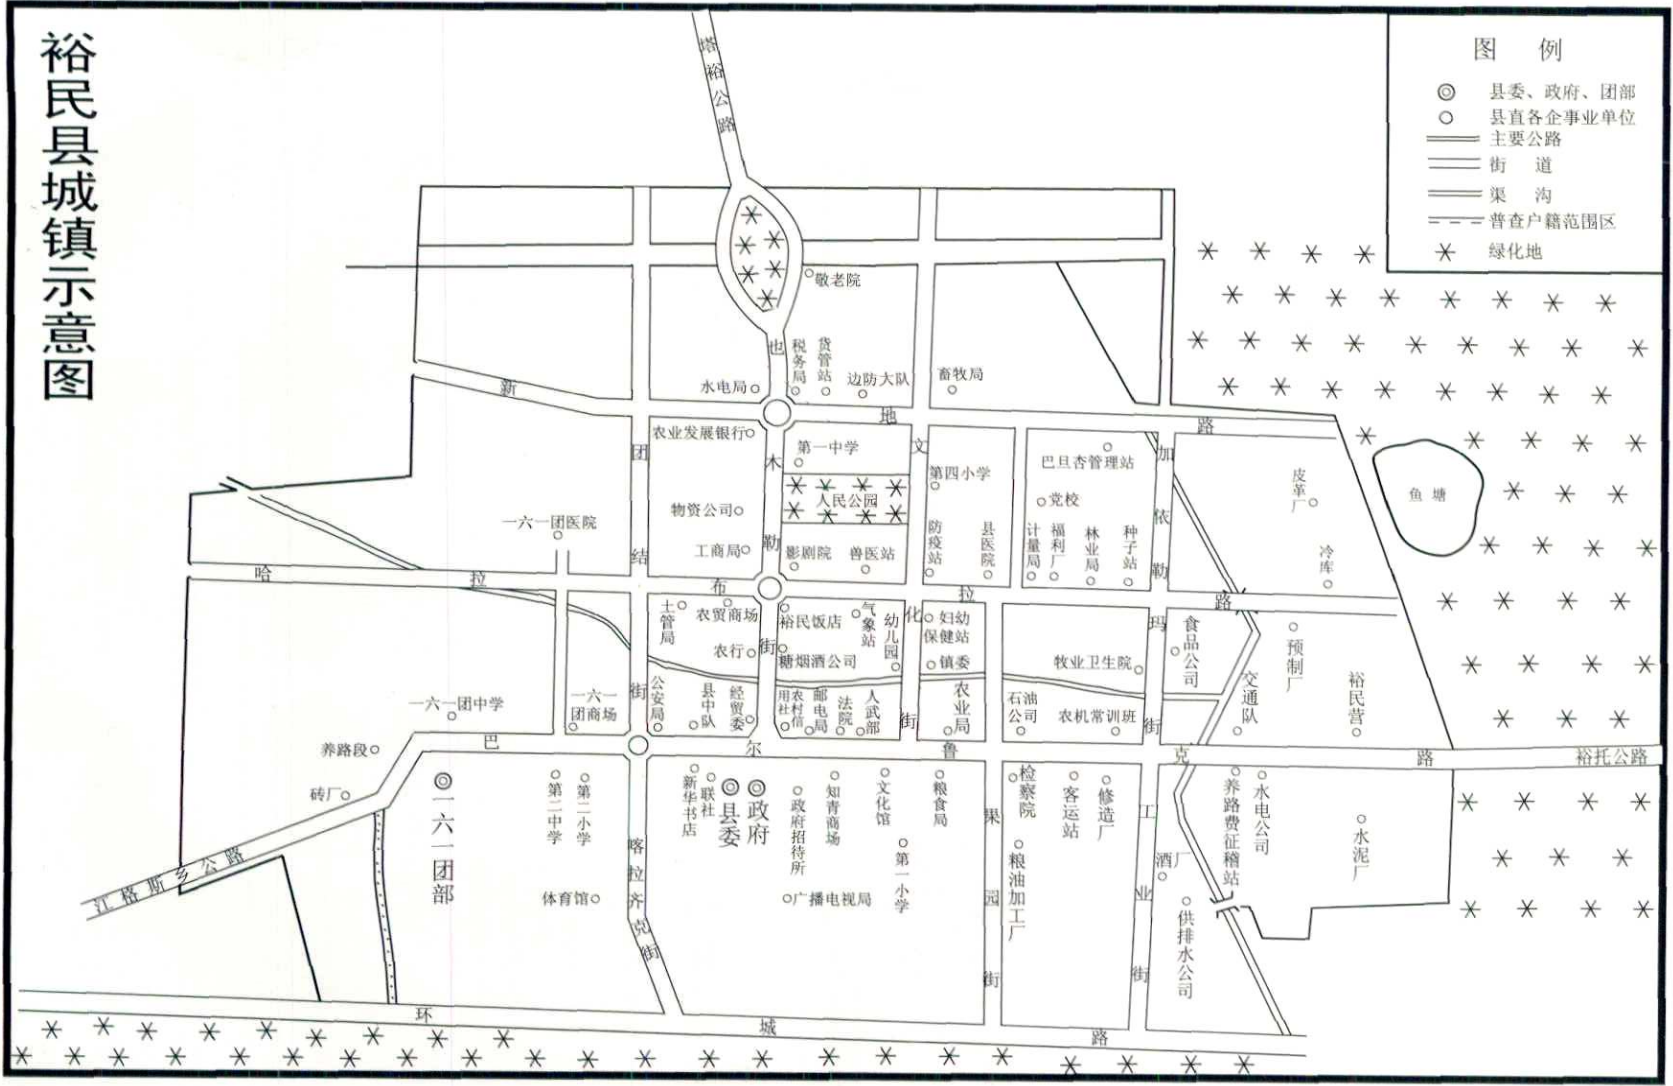 裕民县城镇示意图
图 例
县委、政府、团部
县直各企事业单位
主要公路
街 道
渠 沟
普查户籍范围区
绿化地
塔裕公路
敬老院
也木勒街
税务局
货管站
水电局
边防大队
畜牧局
新地路
农业发展银行
第一中学
团结街
文化街
加依勒玛街
第四小学
巴旦杏管理站
党校
皮革厂
鱼塘
人民公园
物资公司
一六一团医院
工商局
影剧院
兽医站
防疫站
县医院
计量局
福利厂
林业局
种子站
冷库
哈拉布拉路
土管局
农贸商场
裕民饭店
气象站
幼儿园
妇幼保健站
食品公司
预制厂
农行
糖烟酒公司
镇委
牧业卫生院
交通队
裕民营
一六一团中学
一六一团商场
公安局
县中队
经贸委
农村信用社
邮电局
法院
人武部
农业局
石油公司
农机常训班
养路段
巴尔鲁克路
裕托公路
砖厂
一六一团部
第二中学
第二小学
新华书店
联社
县委
政府
政府招待所
知青商场
文化馆
粮食局
检察院
客运站
修造厂
养路费征稽站
水电公司
水泥厂
第一小学
粮油加工厂
酒厂
工业街
果园街
喀拉齐克街
体育馆
广播电视局
供排水公司
江格斯乡公路
环城路